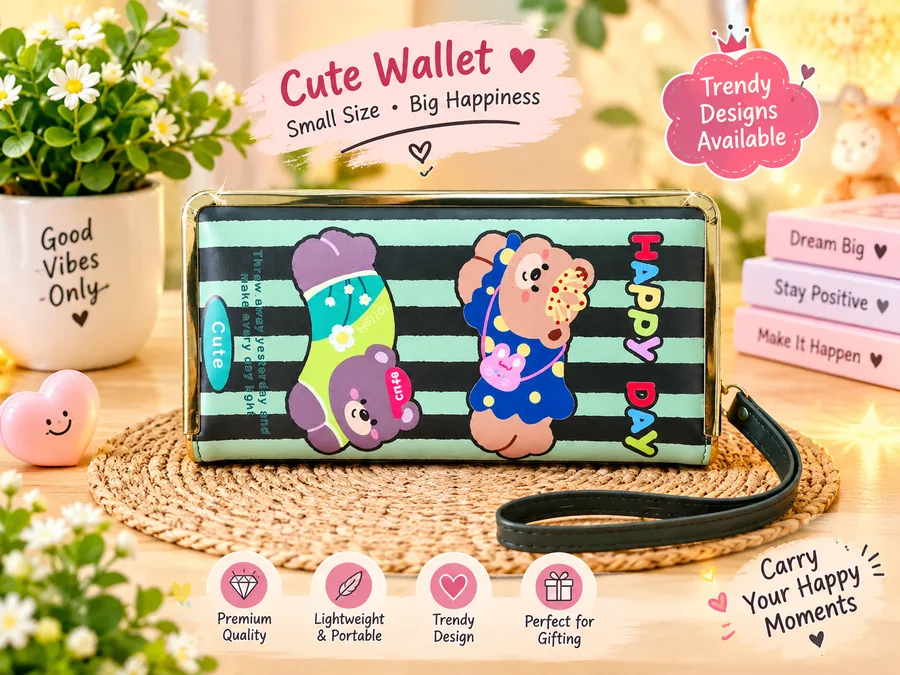 Cute Wallet
Small Size • Big Happiness
Trendy
Designs
Available
Good
Vibes
Only
Dream Big
Stay Positive
Make It Happen
Cute
Threw away yesterday and
Make every day light
cute
HAPPY DAY
Premium
Quality
Lightweight
& Portable
Trendy
Design
Perfect for
Gifting
Carry
Your Happy
Moments